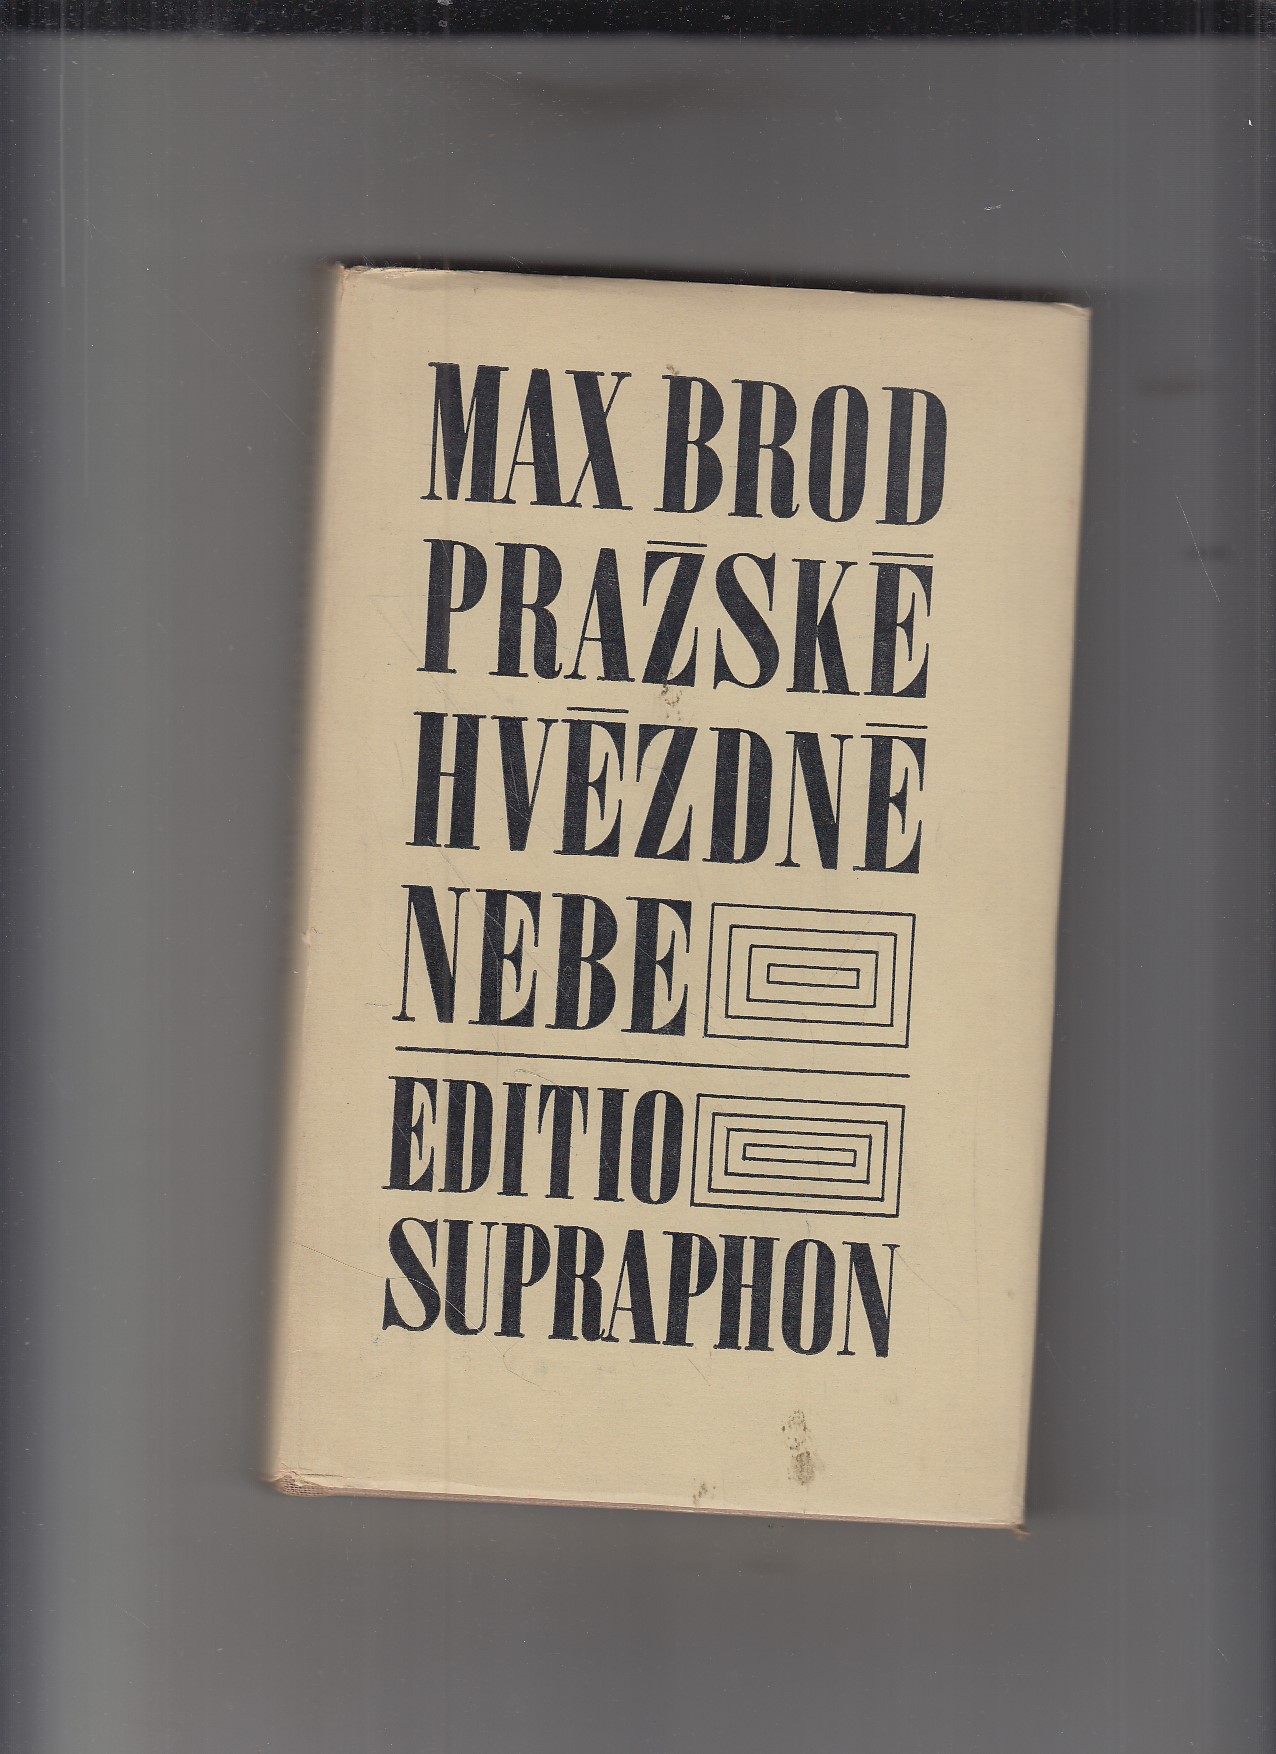 MAX BROD
PRAŽSKÉ
HVĚZDNÉ
NEBE
EDITIO
SUPRAPHON